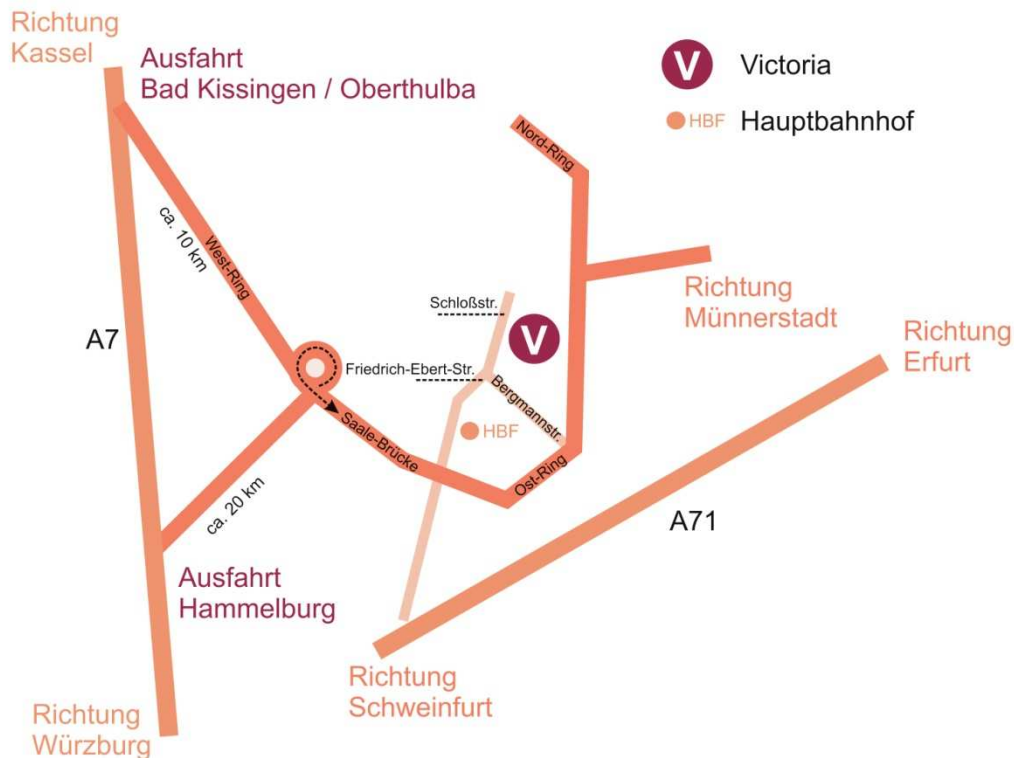 Richtung
Kassel
Ausfahrt
Bad Kissingen / Oberthulba
V
Victoria
HBF
Hauptbahnhof
Nord-Ring
ca. 10 km
West-Ring
Schloßstr.
Richtung
Münnerstadt
A7
V
Richtung
Erfurt
Friedrich-Ebert-Str.
Bergmannstr.
HBF
Saale-Brücke
Ost-Ring
ca. 20 km
A71
Ausfahrt
Hammelburg
Richtung
Schweinfurt
Richtung
Würzburg